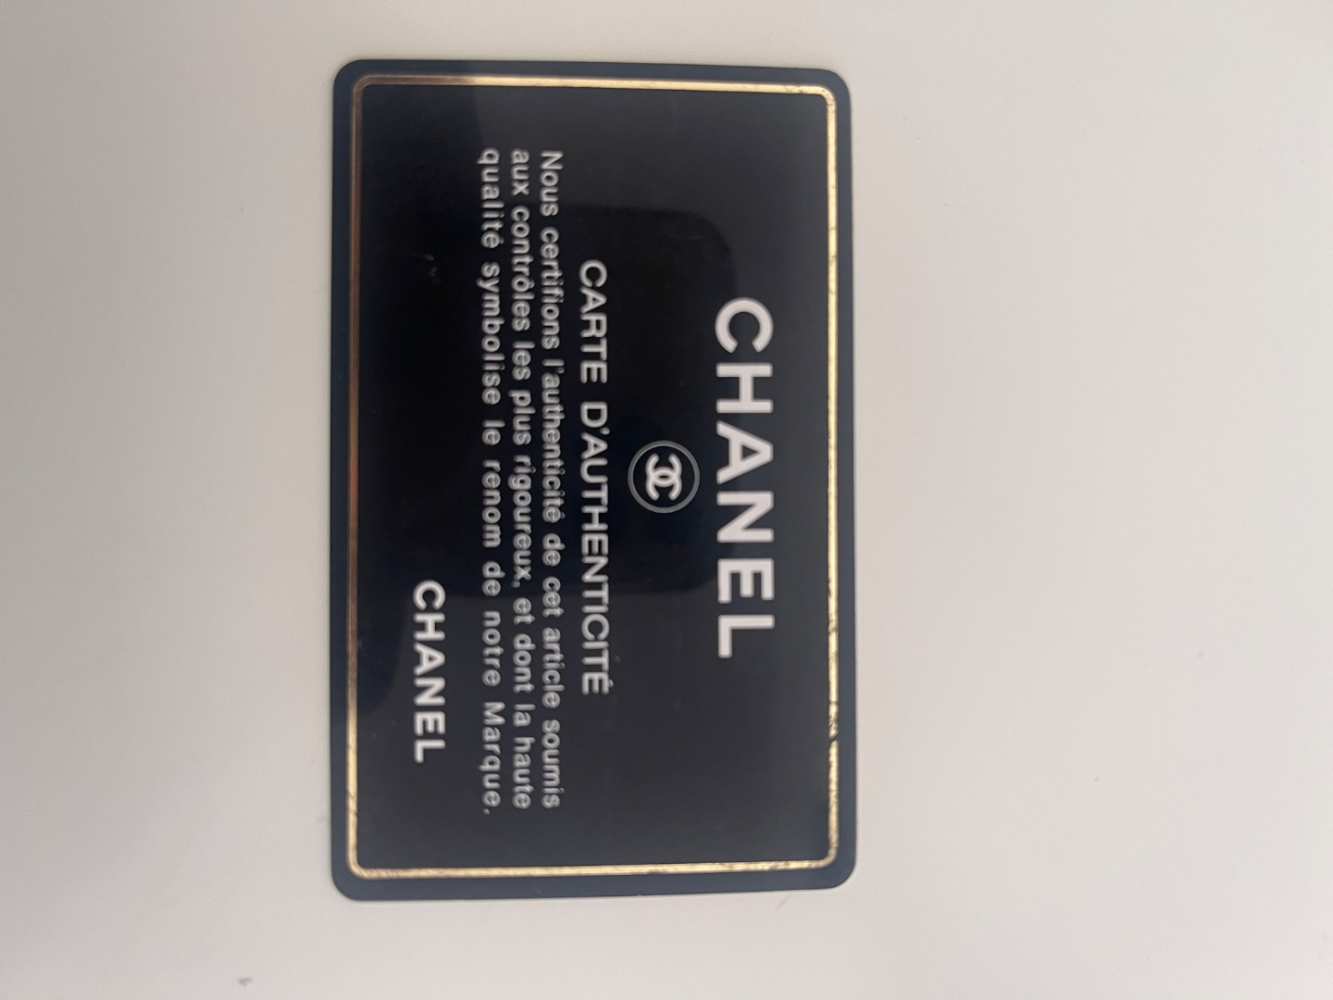 CHANEL
CARTE D'AUTHENTICITÉ
Nous certifions l'authenticité de cet article soumis
aux contrôles les plus rigoureux, et dont la haute
qualité symbolise le renom de notre Marque.
CHANEL